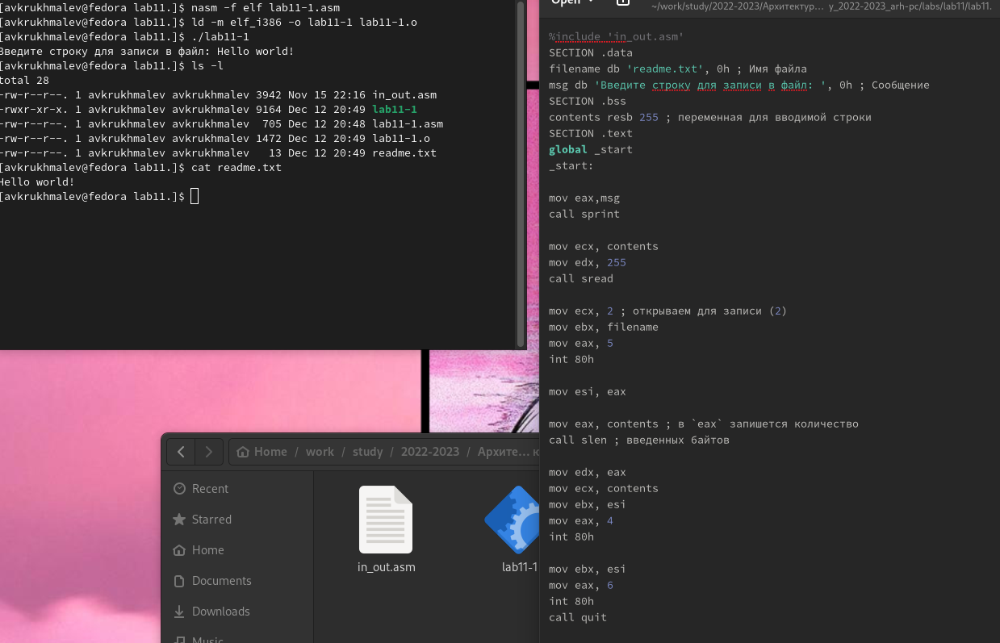 [avkrukhmalev@fedora lab11.]$ nasm -f elf lab11-1.asm
[avkrukhmalev@fedora lab11.]$ ld -m elf_i386 -o lab11-1 lab11-1.o
[avkrukhmalev@fedora lab11.]$ ./lab11-1
Введите строку для записи в файл: Hello world!
[avkrukhmalev@fedora lab11.]$ ls -l
total 28
-rw-r--r--. 1 avkrukhmalev avkrukhmalev 3942 Nov 15 22:16 in_out.asm
-rwxr-xr-x. 1 avkrukhmalev avkrukhmalev 9164 Dec 12 20:49 lab11-1
-rw-r--r--. 1 avkrukhmalev avkrukhmalev  705 Dec 12 20:48 lab11-1.asm
-rw-r--r--. 1 avkrukhmalev avkrukhmalev 1472 Dec 12 20:49 lab11-1.o
-rw-r--r--. 1 avkrukhmalev avkrukhmalev   13 Dec 12 20:49 readme.txt
[avkrukhmalev@fedora lab11.]$ cat readme.txt
Hello world!
[avkrukhmalev@fedora lab11.]$
Open
~/work/study/2022-2023/Архитектур... y_2022-2023_arh-pc/labs/lab11/lab11.
%include 'in_out.asm'
SECTION .data
filename db 'readme.txt', 0h ; Имя файла
msg db 'Введите строку для записи в файл: ', 0h ; Сообщение
SECTION .bss
contents resb 255 ; переменная для вводимой строки
SECTION .text
global _start
_start:
mov eax,msg
call sprint
mov ecx, contents
mov edx, 255
call sread
mov ecx, 2 ; открываем для записи (2)
mov ebx, filename
mov eax, 5
int 80h
mov esi, eax
mov eax, contents ; в `eax` запишется количество
call slen ; введенных байтов
mov edx, eax
mov ecx, contents
mov ebx, esi
mov eax, 4
int 80h
mov ebx, esi
mov eax, 6
int 80h
call quit
Home / work / study / 2022-2023 / Архите... к
Recent
Starred
Home
Documents
Downloads
Music
in_out.asm
lab11-1